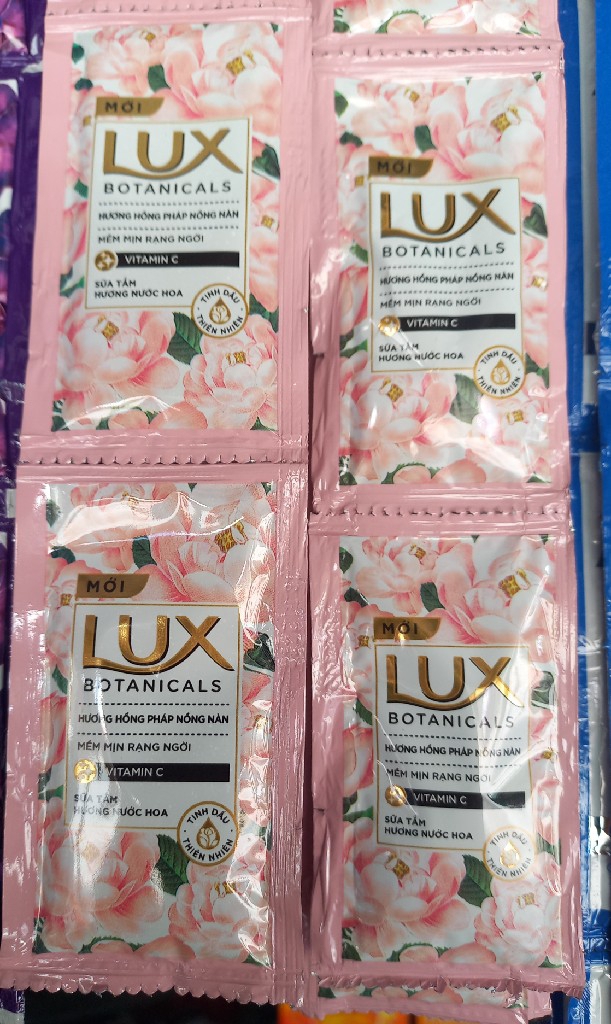 MỚI
LUX
BOTANICALS
HƯƠNG HỒNG PHÁP NỒNG NÀN
MỀM MỊN RẠNG NGỜI
VITAMIN C
SỮA TẮM
HƯƠNG NƯỚC HOA
TINH DẦU
THIÊN NHIÊN
MỚI
LUX
BOTANICALS
HƯƠNG HỒNG PHÁP NỒNG NÀN
MỀM MỊN RẠNG NGỜI
VITAMIN C
SỮA TẮM
HƯƠNG NƯỚC HOA
TINH DẦU
THIÊN NHIÊN
MỚI
LUX
BOTANICALS
HƯƠNG HỒNG PHÁP NỒNG NÀN
MỀM MỊN RẠNG NGỜI
VITAMIN C
SỮA TẮM
HƯƠNG NƯỚC HOA
TINH DẦU
THIÊN NHIÊN
MỚI
LUX
BOTANICALS
HƯƠNG HỒNG PHÁP NỒNG NÀN
MỀM MỊN RẠNG NGỜI
VITAMIN C
SỮA TẮM
HƯƠNG NƯỚC HOA
TINH DẦU
THIÊN NHIÊN